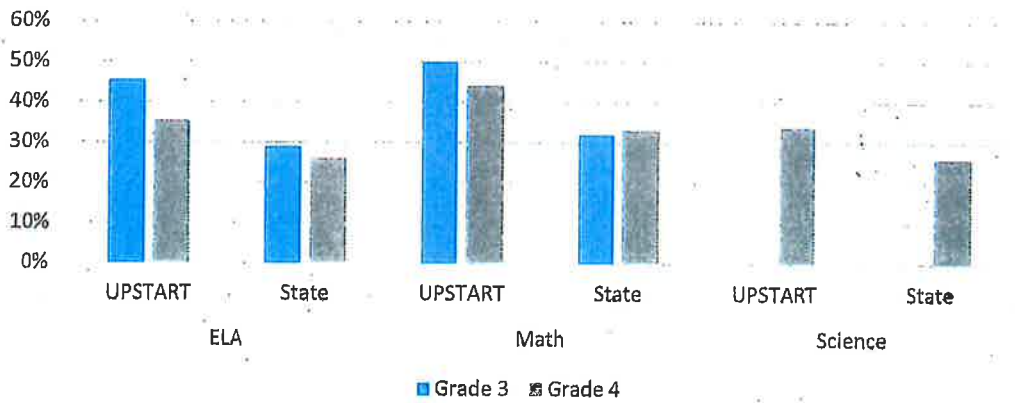 60%
50%
40%
30%
20%
10%
0%
UPSTART State UPSTART State UPSTART State
ELA Math Science
Grade 3 Grade 4